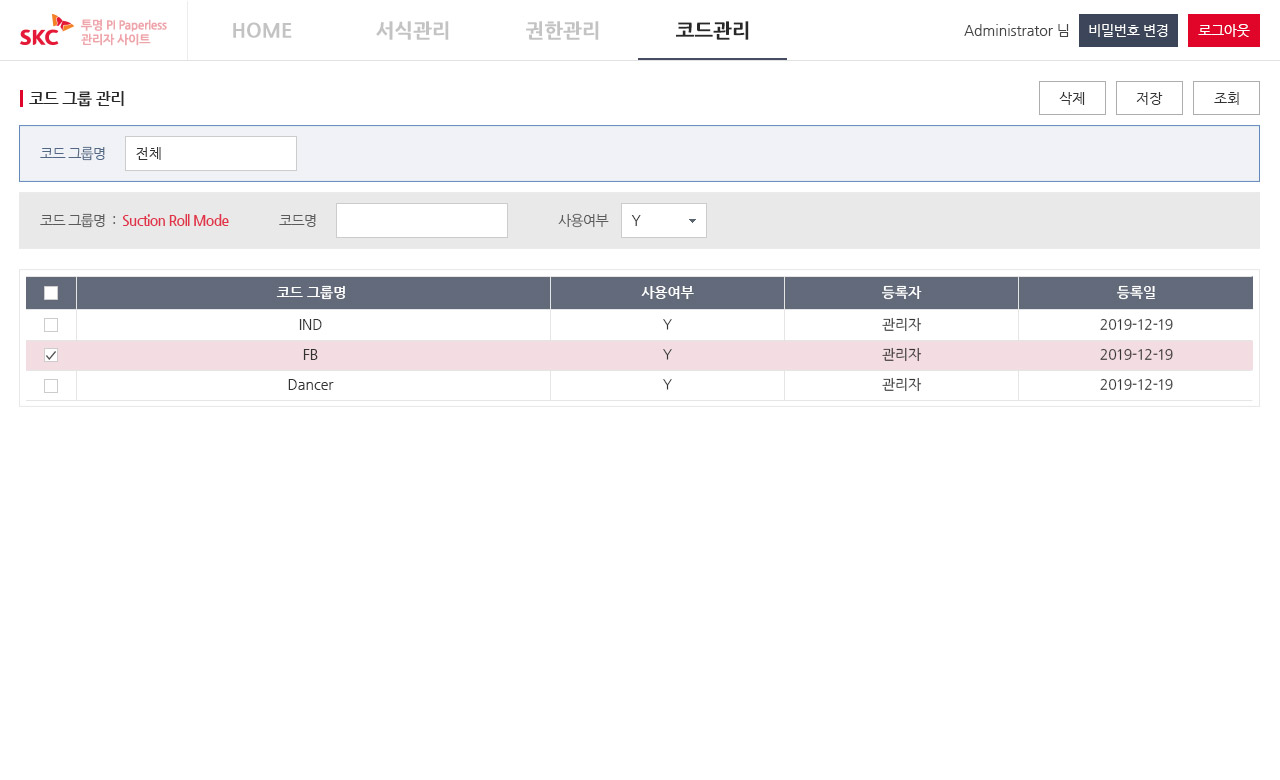 SKC 투명 PI Paperless
관리자 사이트
HOME 서식관리 권한관리 코드관리 Administrator 님 비밀번호 변경 로그아웃
코드 그룹 관리 삭제 저장 조회
코드 그룹명 전체
코드 그룹명 : Suction Roll Mode 코드명 사용여부 Y
코드 그룹명 사용여부 등록자 등록일
IND Y 관리자 2019-12-19
FB Y 관리자 2019-12-19
Dancer Y 관리자 2019-12-19